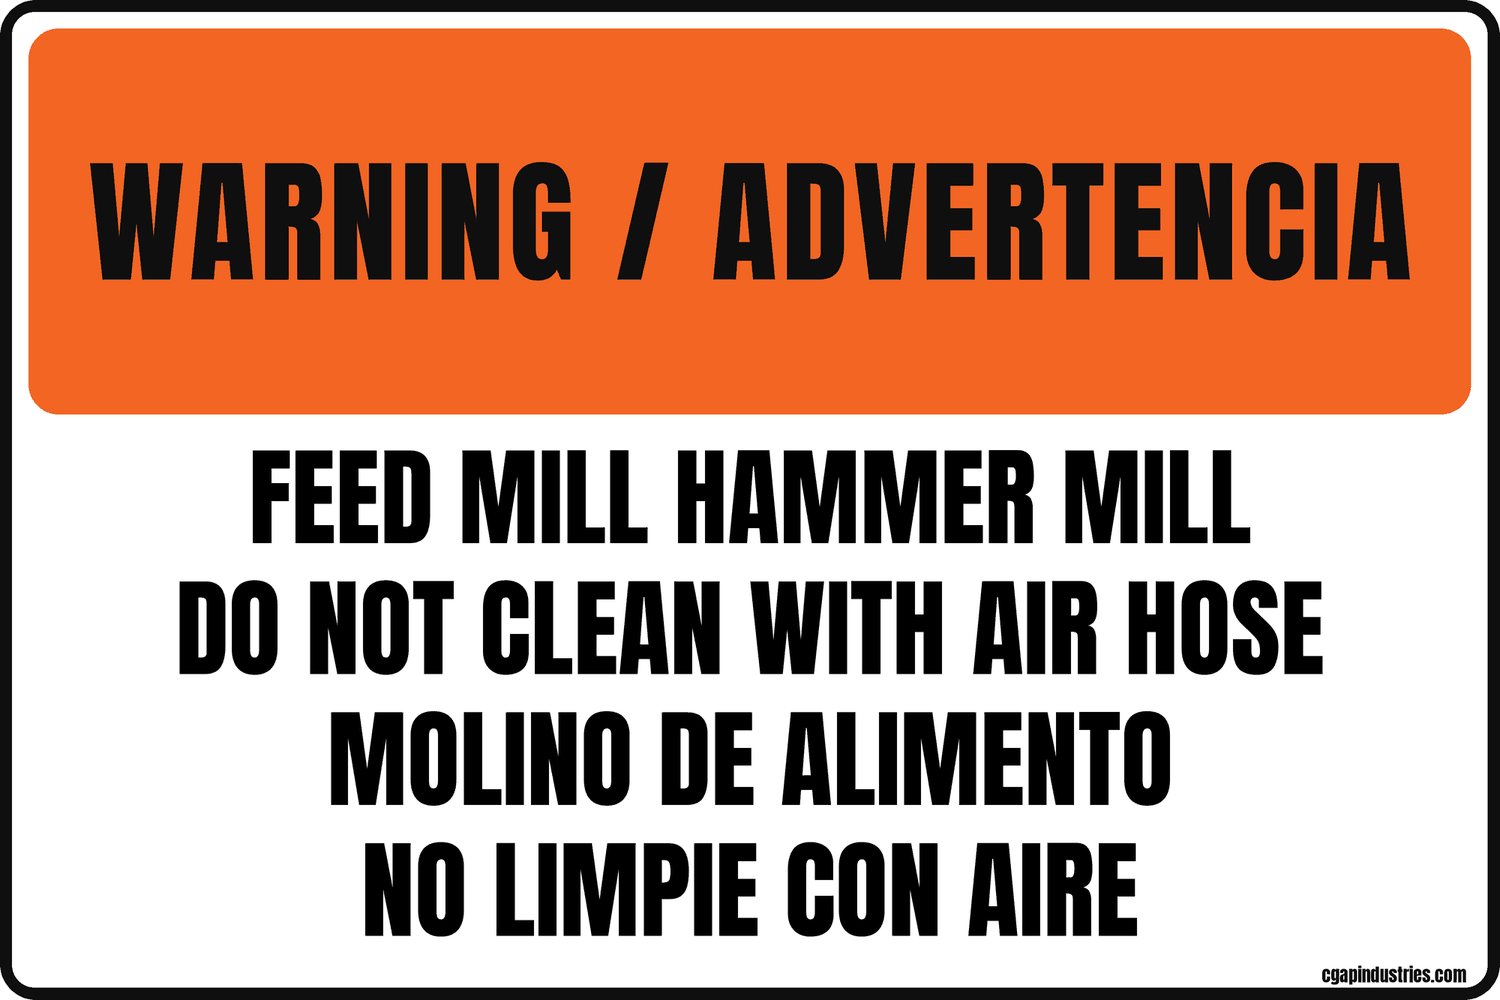 WARNING / ADVERTENCIA
FEED MILL HAMMER MILL
DO NOT CLEAN WITH AIR HOSE
MOLINO DE ALIMENTO
NO LIMPIE CON AIRE
cgapindustries.com